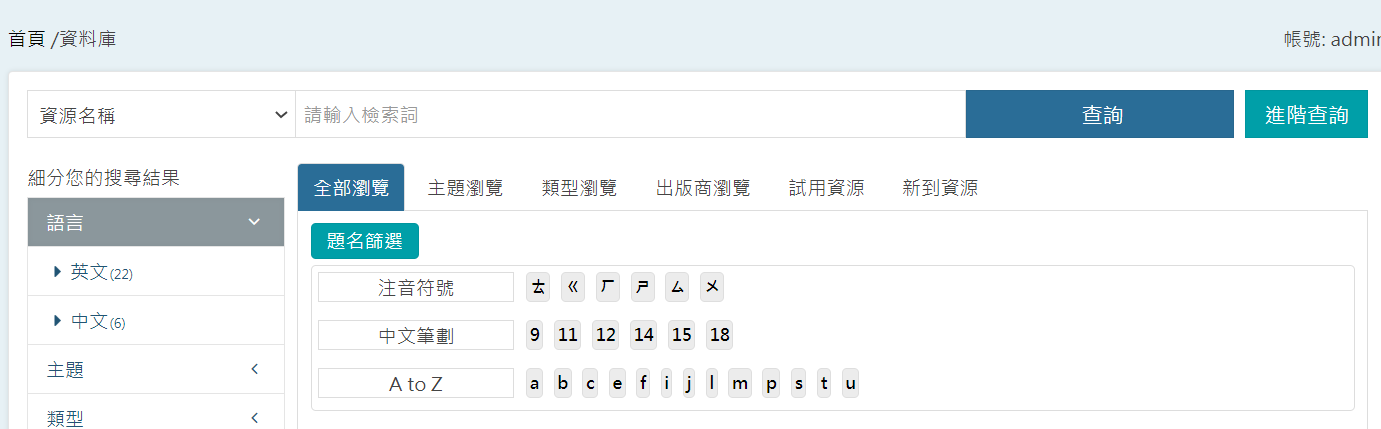 首頁 /資料庫
帳號: admin
資源名稱 請輸入檢索詞 查詢 進階查詢
細分您的搜尋結果
全部瀏覽 主題瀏覽 類型瀏覽 出版商瀏覽 試用資源 新到資源
語言
題名篩選
英文(22)
注音符號 ㄊ ㄍ ㄏ ㄕ ㄙ ㄨ
中文(6)
中文筆劃 9 11 12 14 15 18
主題
A to Z a b c e f i j l m p s t u
類型